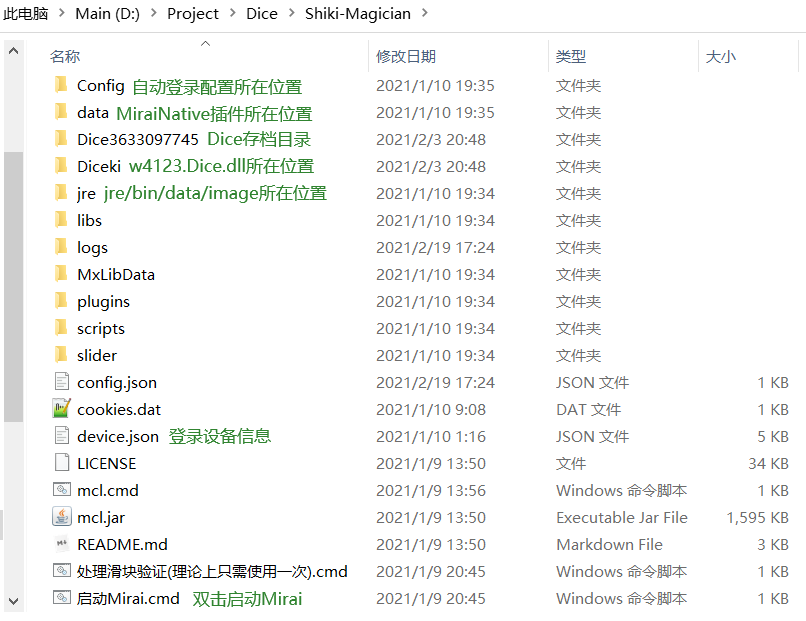 此电脑 > Main (D:) > Project > Dice > Shiki-Magician >
名称 修改日期 类型 大小
Config 自动登录配置所在位置 2021/1/10 19:35 文件夹
data MiraiNative插件所在位置 2021/1/10 19:35 文件夹
Dice3633097745 Dice存档目录 2021/2/3 20:48 文件夹
Diceki w4123.Dice.dll所在位置 2021/2/3 20:48 文件夹
jre jre/bin/data/image所在位置 2021/1/10 19:34 文件夹
libs 2021/1/10 19:34 文件夹
logs 2021/2/19 17:24 文件夹
MxLibData 2021/1/10 19:34 文件夹
plugins 2021/1/10 19:34 文件夹
scripts 2021/1/10 19:34 文件夹
slider 2021/1/10 19:34 文件夹
config.json 2021/2/19 17:24 JSON 文件 1 KB
cookies.dat 2021/1/10 9:08 DAT 文件 1 KB
device.json 登录设备信息 2021/1/10 1:16 JSON 文件 5 KB
LICENSE 2021/1/9 13:50 文件 34 KB
mcl.cmd 2021/1/9 13:56 Windows 命令脚本 1 KB
mcl.jar 2021/1/9 13:50 Executable Jar File 1,595 KB
README.md 2021/1/9 13:50 Markdown File 3 KB
处理滑块验证(理论上只需使用一次).cmd 2021/1/9 20:45 Windows 命令脚本 1 KB
启动Mirai.cmd 双击启动Mirai 2021/1/9 20:45 Windows 命令脚本 1 KB